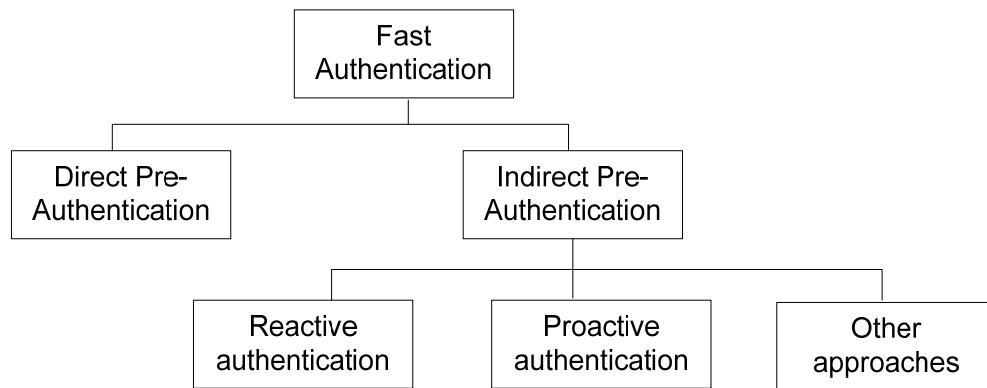 Fast
Authentication
Direct Pre-
Authentication
Indirect Pre-
Authentication
Reactive
authentication
Proactive
authentication
Other
approaches